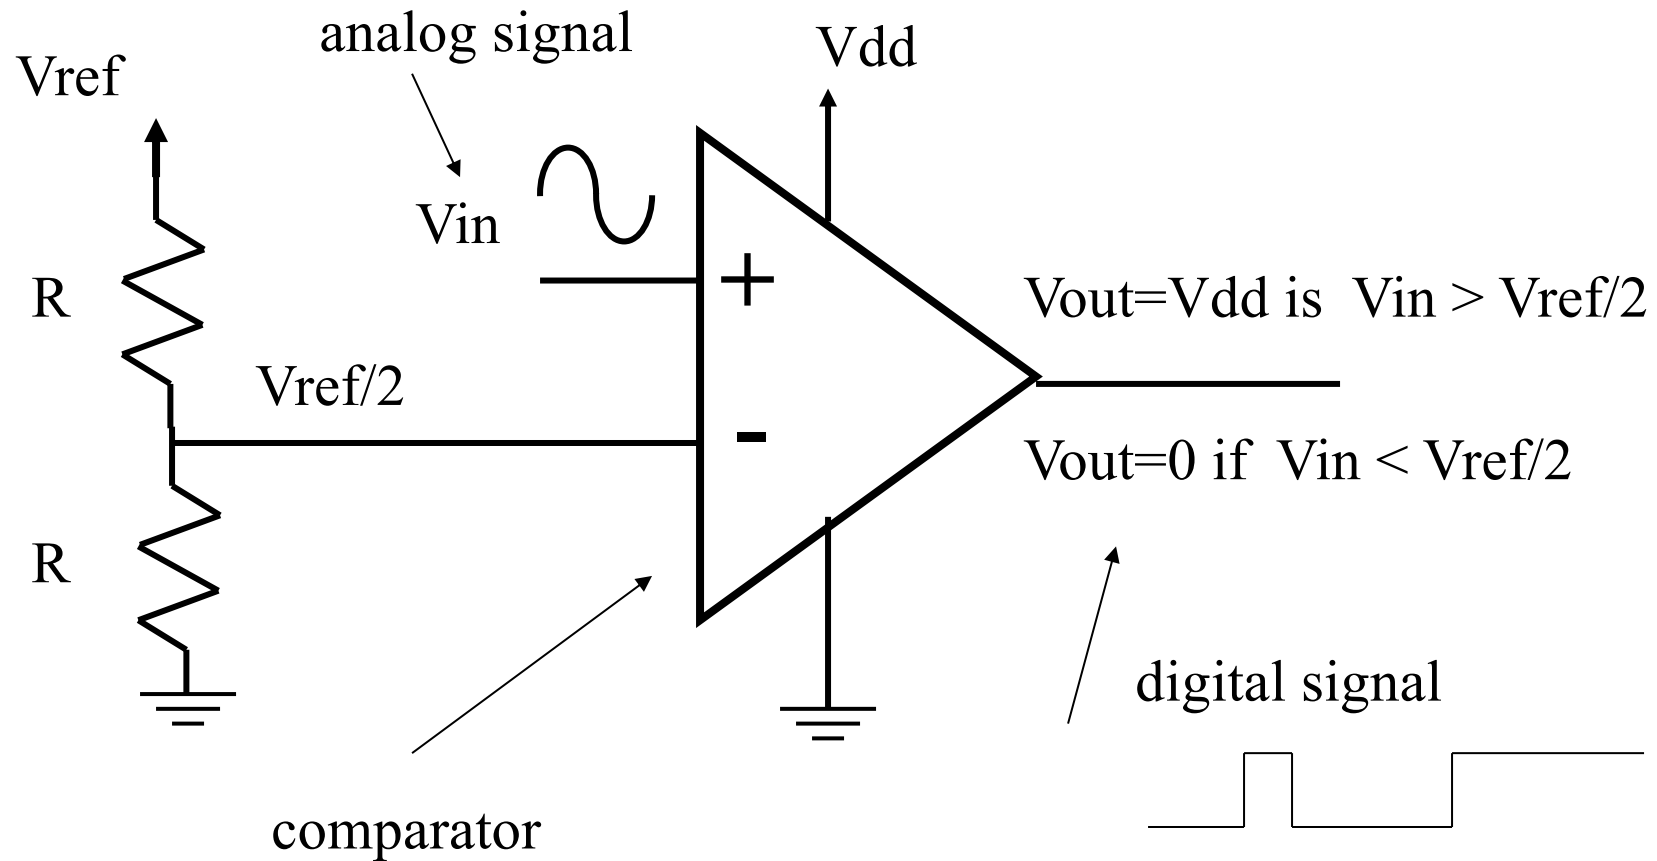 analog signal
Vdd
Vref
Vin
+
R
Vout=Vdd is Vin > Vref/2
Vref/2
-
Vout=0 if Vin < Vref/2
R
digital signal
comparator